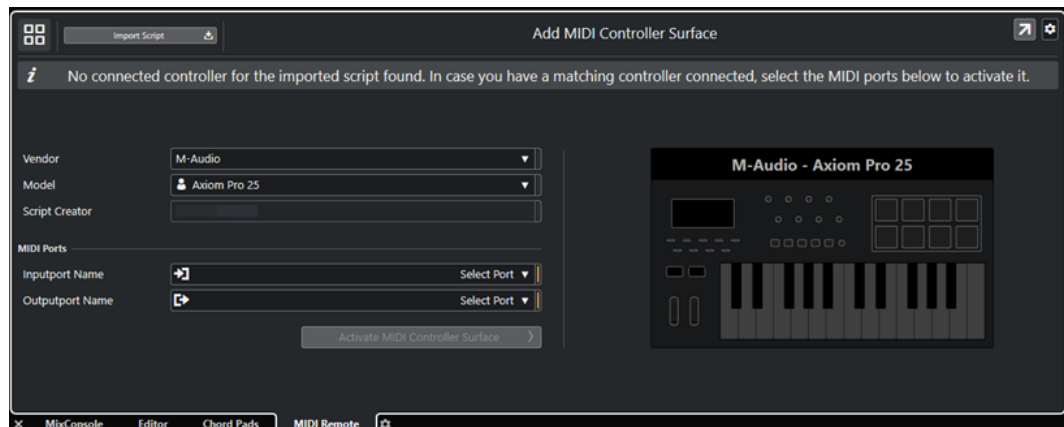 Import Script
Add MIDI Controller Surface
i No connected controller for the imported script found. In case you have a matching controller connected, select the MIDI ports below to activate it.
Vendor M-Audio
Model Axiom Pro 25
Script Creator
MIDI Ports
Inputport Name Select Port
Outputport Name Select Port
Activate MIDI Controller Surface
M-Audio - Axiom Pro 25
MixConsole Editor Chord Pads MIDI Remote